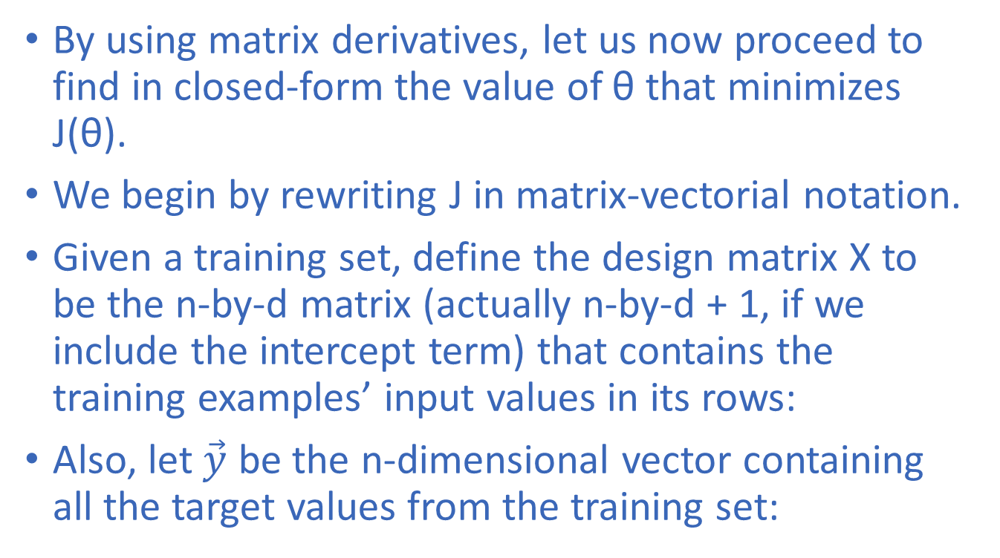 • By using matrix derivatives, let us now proceed to
find in closed-form the value of θ that minimizes
J(θ).
• We begin by rewriting J in matrix-vectorial notation.
• Given a training set, define the design matrix X to
be the n-by-d matrix (actually n-by-d + 1, if we
include the intercept term) that contains the
training examples’ input values in its rows:
• Also, let y⃗ be the n-dimensional vector containing
all the target values from the training set: